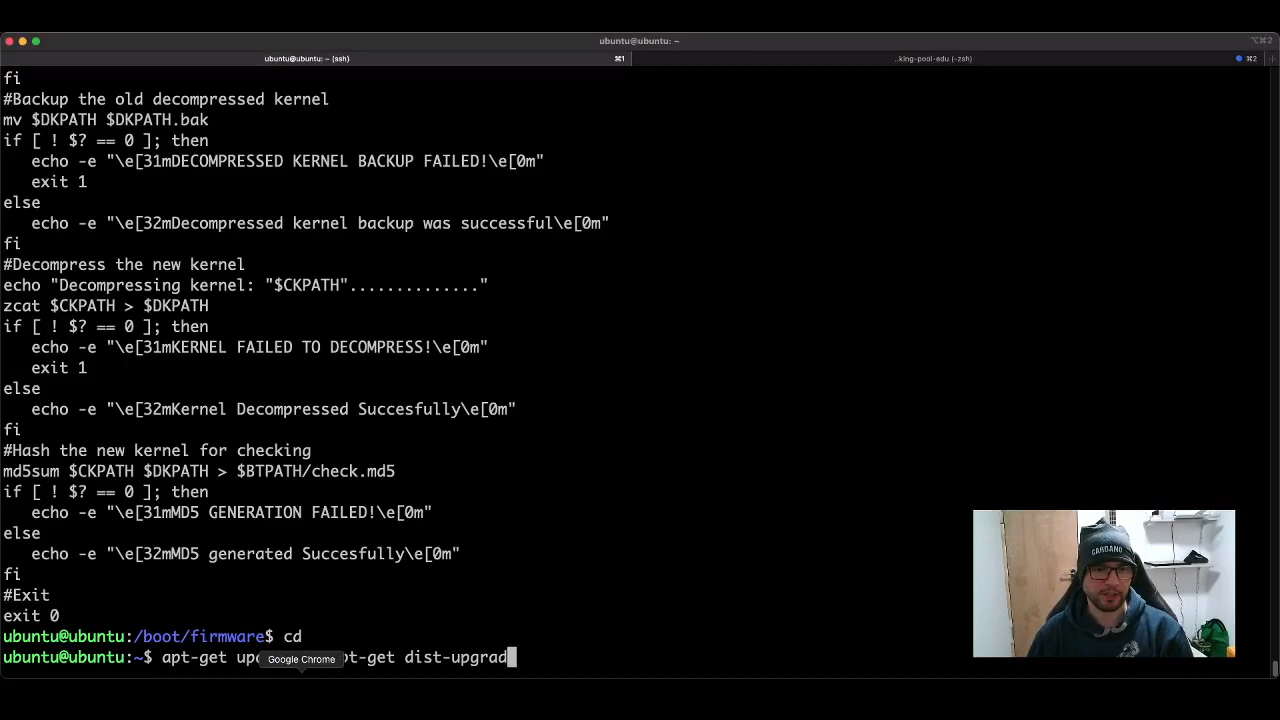 ubuntu@ubuntu: ~
⌥⌘2
ubuntu@ubuntu: ~ (ssh)
⌘1
..king-pool-edu (-zsh)
⌘2
fi
#Backup the old decompressed kernel
mv $DKPATH $DKPATH.bak
if [ ! $? == 0 ]; then
   echo -e "\e[31mDECOMPRESSED KERNEL BACKUP FAILED!\e[0m"
   exit 1
else
   echo -e "\e[32mDecompressed kernel backup was successful\e[0m"
fi
#Decompress the new kernel
echo "Decompressing kernel: "$CKPATH".............."
zcat $CKPATH > $DKPATH
if [ ! $? == 0 ]; then
   echo -e "\e[31mKERNEL FAILED TO DECOMPRESS!\e[0m"
   exit 1
else
   echo -e "\e[32mKernel Decompressed Succesfully\e[0m"
fi
#Hash the new kernel for checking
md5sum $CKPATH $DKPATH > $BTPATH/check.md5
if [ ! $? == 0 ]; then
   echo -e "\e[31mMD5 GENERATION FAILED!\e[0m"
else
   echo -e "\e[32mMD5 generated Succesfully\e[0m"
fi
#Exit
exit 0
ubuntu@ubuntu:/boot/firmware$ cd
ubuntu@ubuntu:~$ apt-get dist-upgrad
Google Chrome
CARDANO